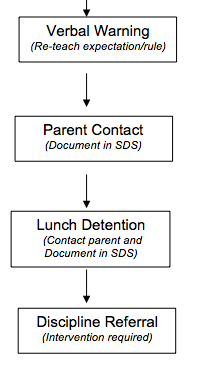 Verbal Warning
(Re-teach expectation/rule)
Parent Contact
(Document in SDS)
Lunch Detention
(Contact parent and
Document in SDS)
Discipline Referral
(Intervention required)